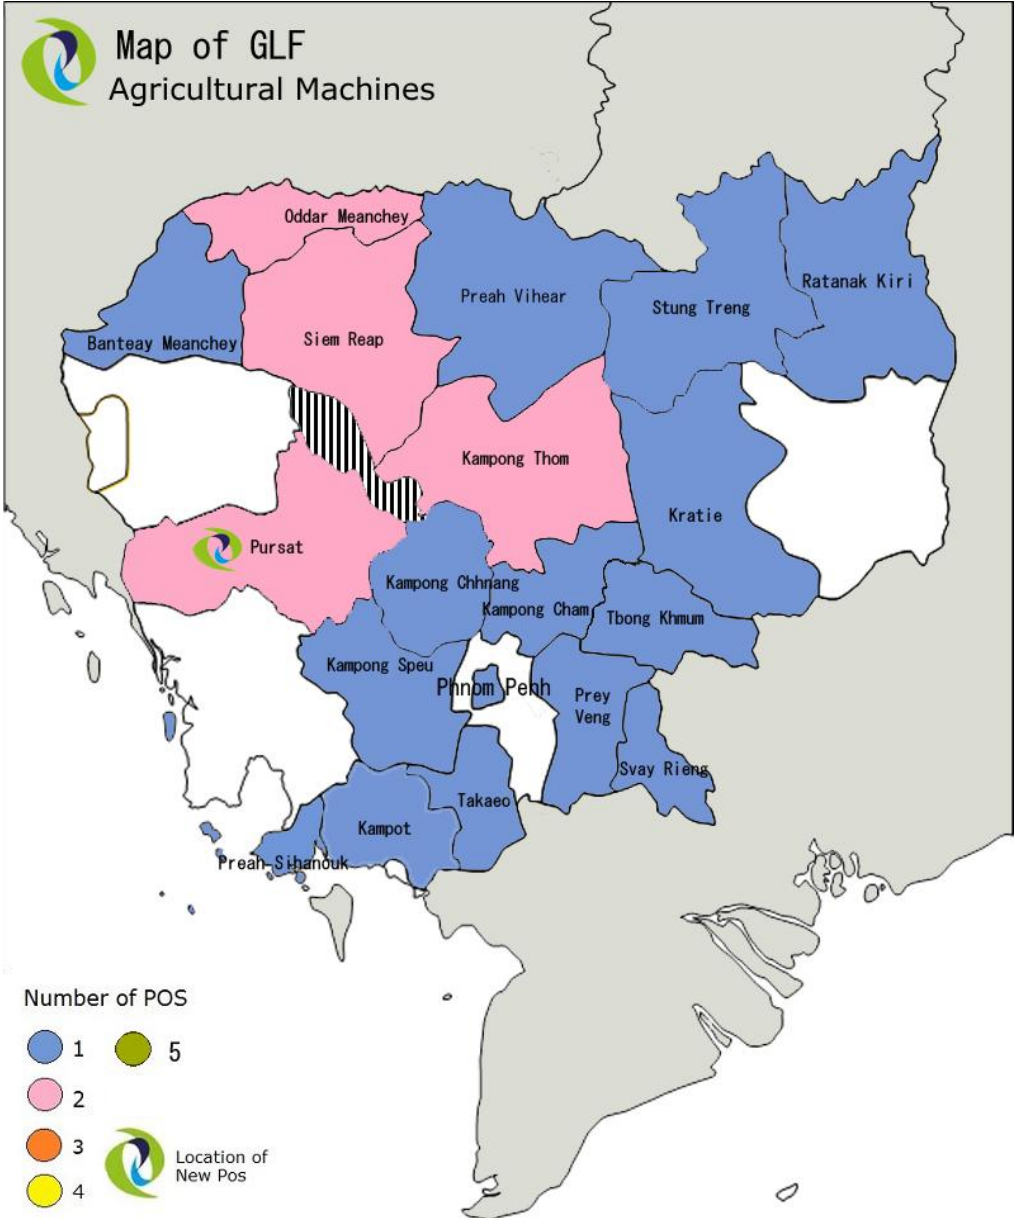 Map of GLF
Agricultural Machines
Oddar Meanchey
Preah Vihear
Ratanak Kiri
Stung Treng
Banteay Meanchey
Siem Reap
Kampong Thom
Kratie
Pursat
Kampong Chhnang
Kampong Cham
Tbong Khmum
Kampong Speu
Phnom Penh
Prey
Veng
Svay Rieng
Takaeo
Kampot
Preah-Sihanouk
Number of POS
1
5
2
3
4
Location of
New Pos